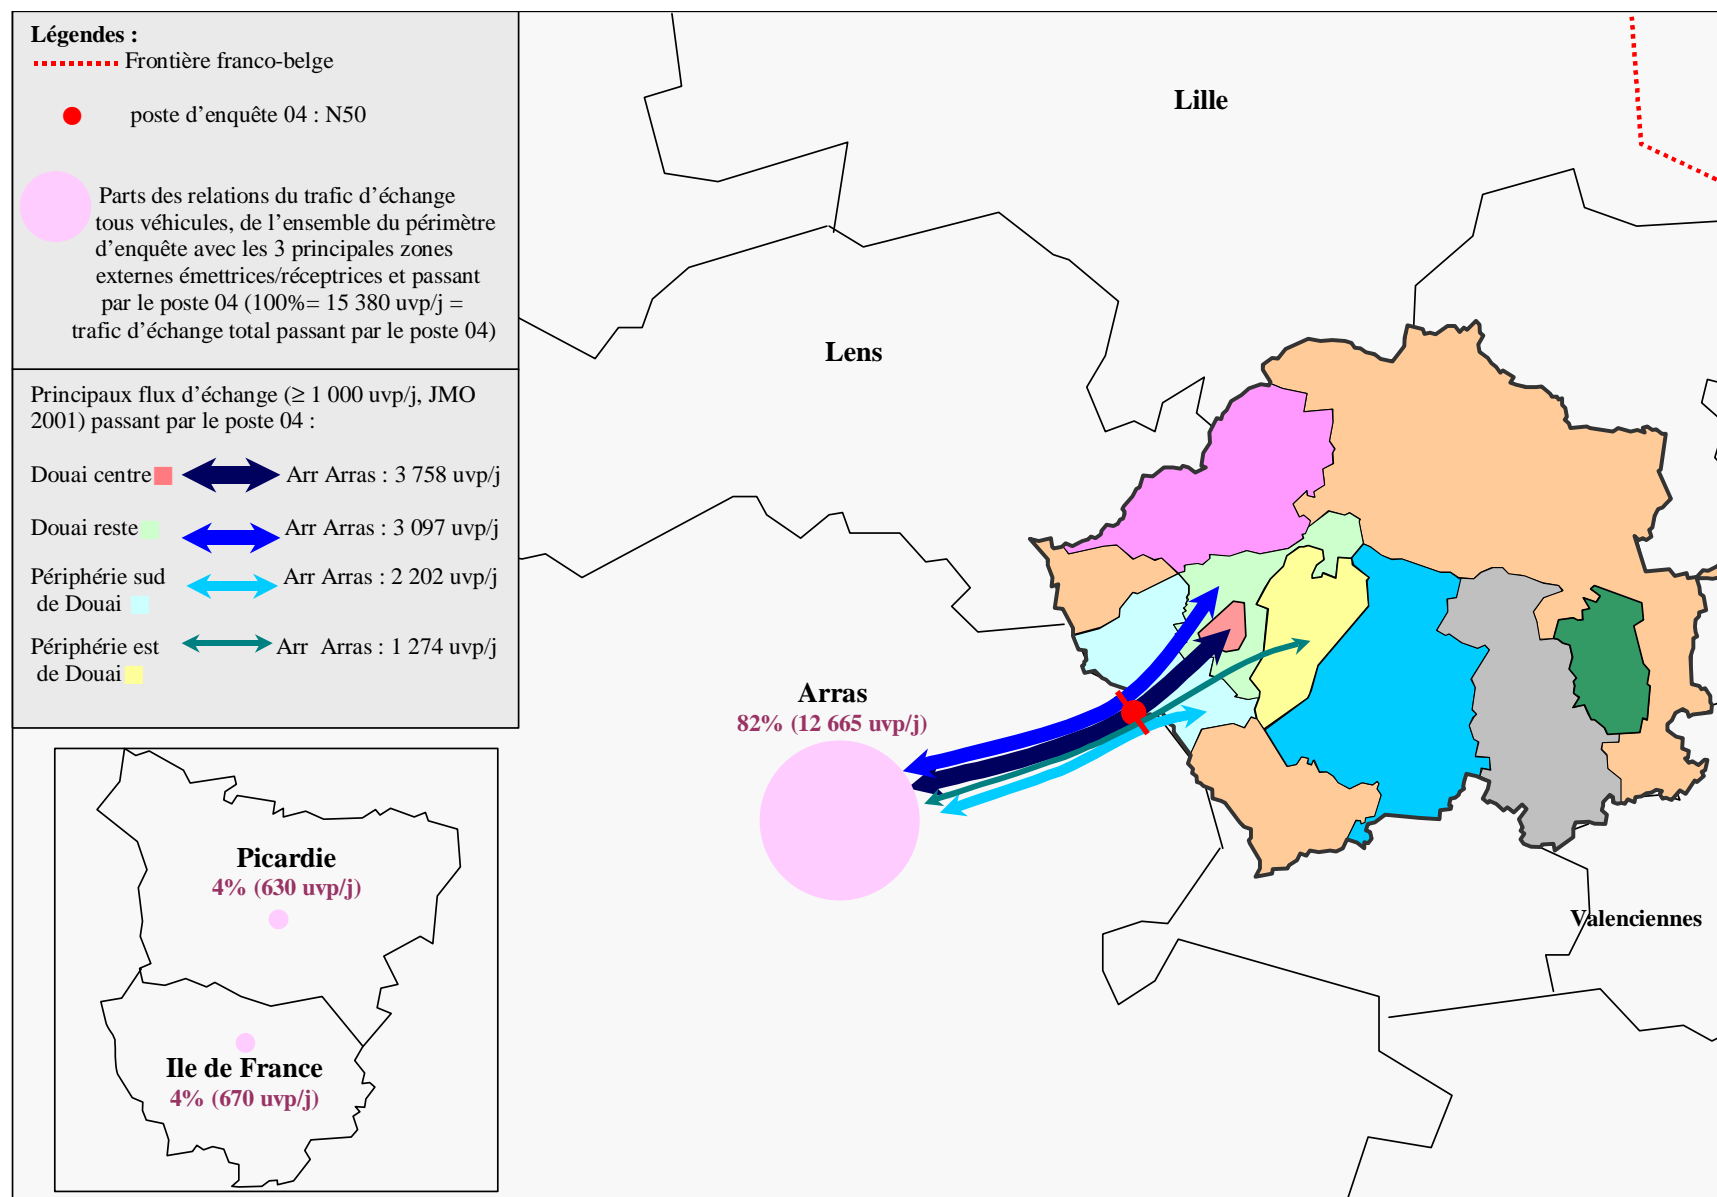 Légendes :
Frontière franco-belge
poste d’enquête 04 : N50
Parts des relations du trafic d’échange
tous véhicules, de l’ensemble du périmètre
d’enquête avec les 3 principales zones
externes émettrices/réceptrices et passant
par le poste 04 (100%= 15 380 uvp/j =
trafic d’échange total passant par le poste 04)
Principaux flux d’échange (≥ 1 000 uvp/j, JMO
2001) passant par le poste 04 :
Douai centre Arr Arras : 3 758 uvp/j
Douai reste Arr Arras : 3 097 uvp/j
Périphérie sud Arr Arras : 2 202 uvp/j
de Douai
Périphérie est Arr Arras : 1 274 uvp/j
de Douai
Lille
Lens
Arras
82% (12 665 uvp/j)
Valenciennes
Picardie
4% (630 uvp/j)
Ile de France
4% (670 uvp/j)